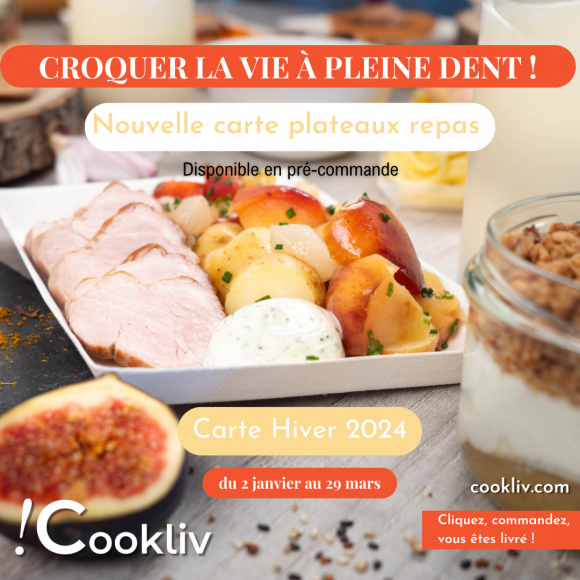 CROQUER LA VIE À PLEINE DENT !
Nouvelle carte plateaux repas
Disponible en pré-commande
Carte Hiver 2024
du 2 janvier au 29 mars
cookliv.com
!Cookliv
Cliquez, commandez,
vous êtes livré !